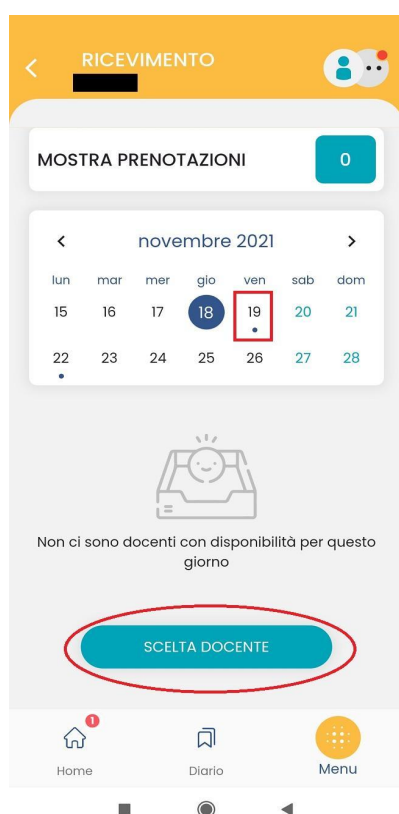 RICEVIMENTO
MOSTRA PRENOTAZIONI 0
novembre 2021
lun mar mer gio ven sab dom
15 16 17 18 19 20 21
22 23 24 25 26 27 28
Non ci sono docenti con disponibilità per questo
giorno
SCELTA DOCENTE
1
Home Diario Menu